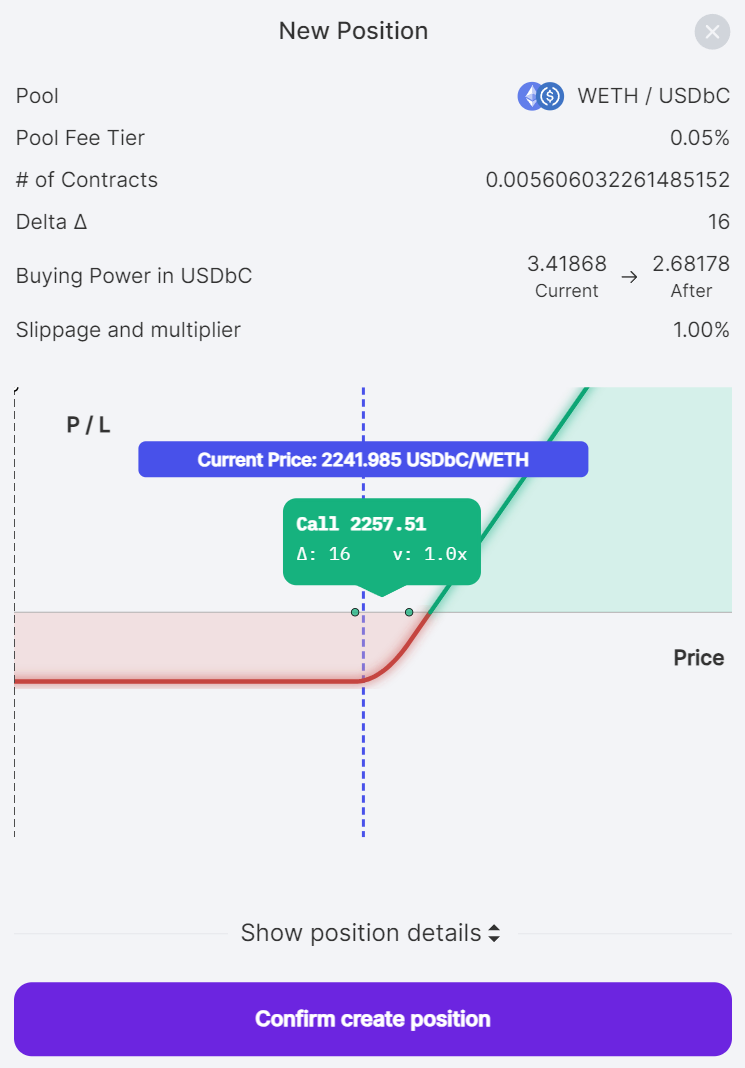 New Position
Pool WETH / USDbC
Pool Fee Tier 0.05%
# of Contracts 0.005606032261485152
Delta Δ 16
Buying Power in USDbC 3.41868 → 2.68178
Current After
Slippage and multiplier 1.00%
P / L
Current Price: 2241.985 USDbC/WETH
Call 2257.51
Δ: 16 v: 1.0x
Price
Show position details
Confirm create position